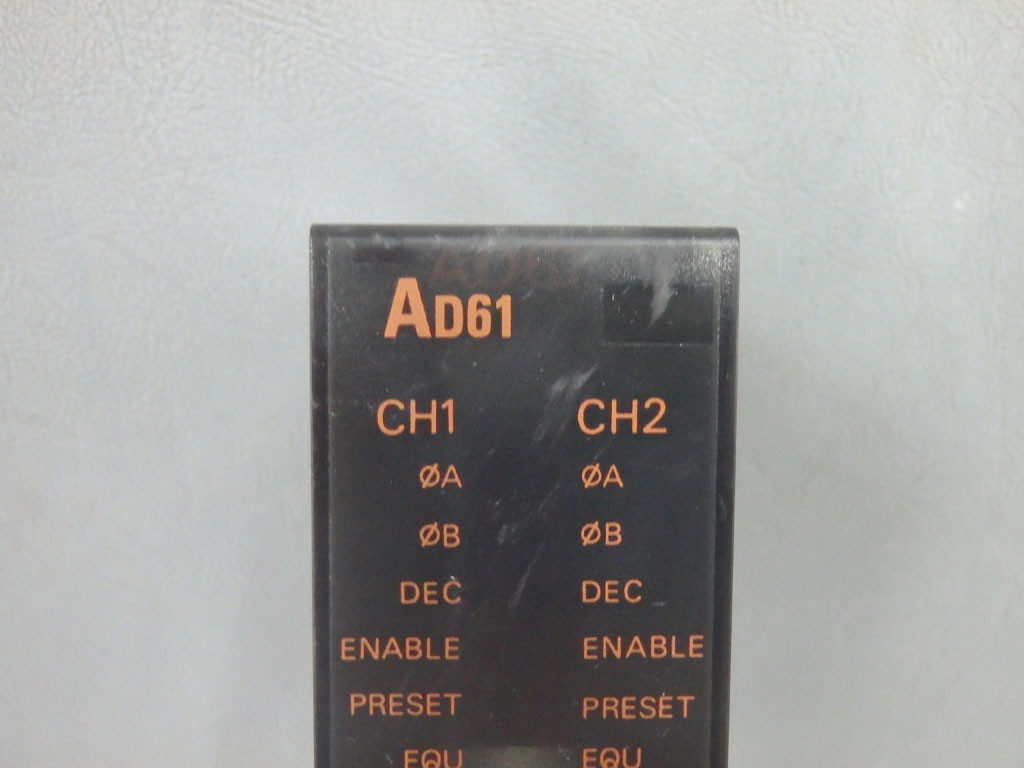 AD61
CH1 CH2
ØA ØA
ØB ØB
DEC DEC
ENABLE ENABLE
PRESET PRESET
EQU EQU